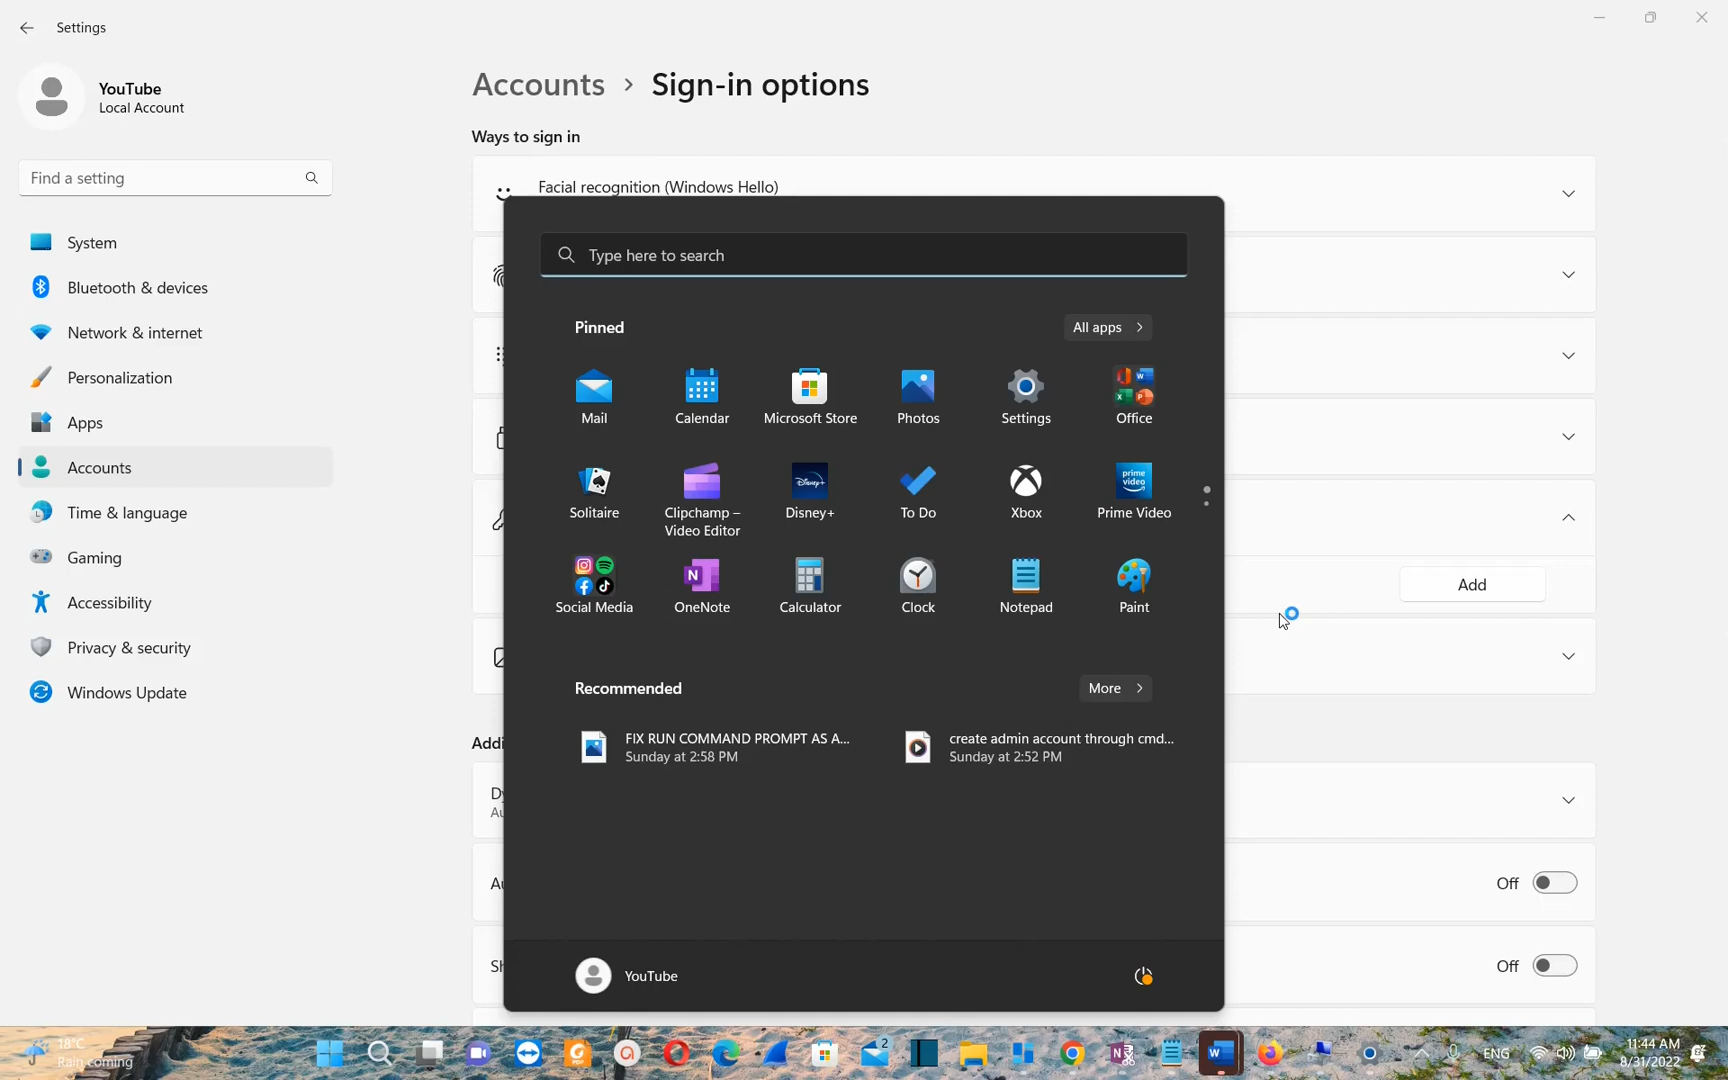 Settings
YouTube
Local Account
Find a setting
System
Bluetooth & devices
Network & internet
Personalization
Apps
Accounts
Time & language
Gaming
Accessibility
Privacy & security
Windows Update
Accounts > Sign-in options
Ways to sign in
Facial recognition (Windows Hello)
Add
Off
Off
Type here to search
Pinned
All apps >
Mail
Calendar
Microsoft Store
Photos
Settings
Office
Solitaire
Clipchamp –
Video Editor
Disney+
To Do
Xbox
prime
video
Prime Video
Social Media
OneNote
Calculator
Clock
Notepad
Paint
Recommended
More >
FIX RUN COMMAND PROMPT AS A...
Sunday at 2:58 PM
create admin account through cmd...
Sunday at 2:52 PM
YouTube
18°C
Rain coming
2
ENG
11:44 AM
8/31/2022